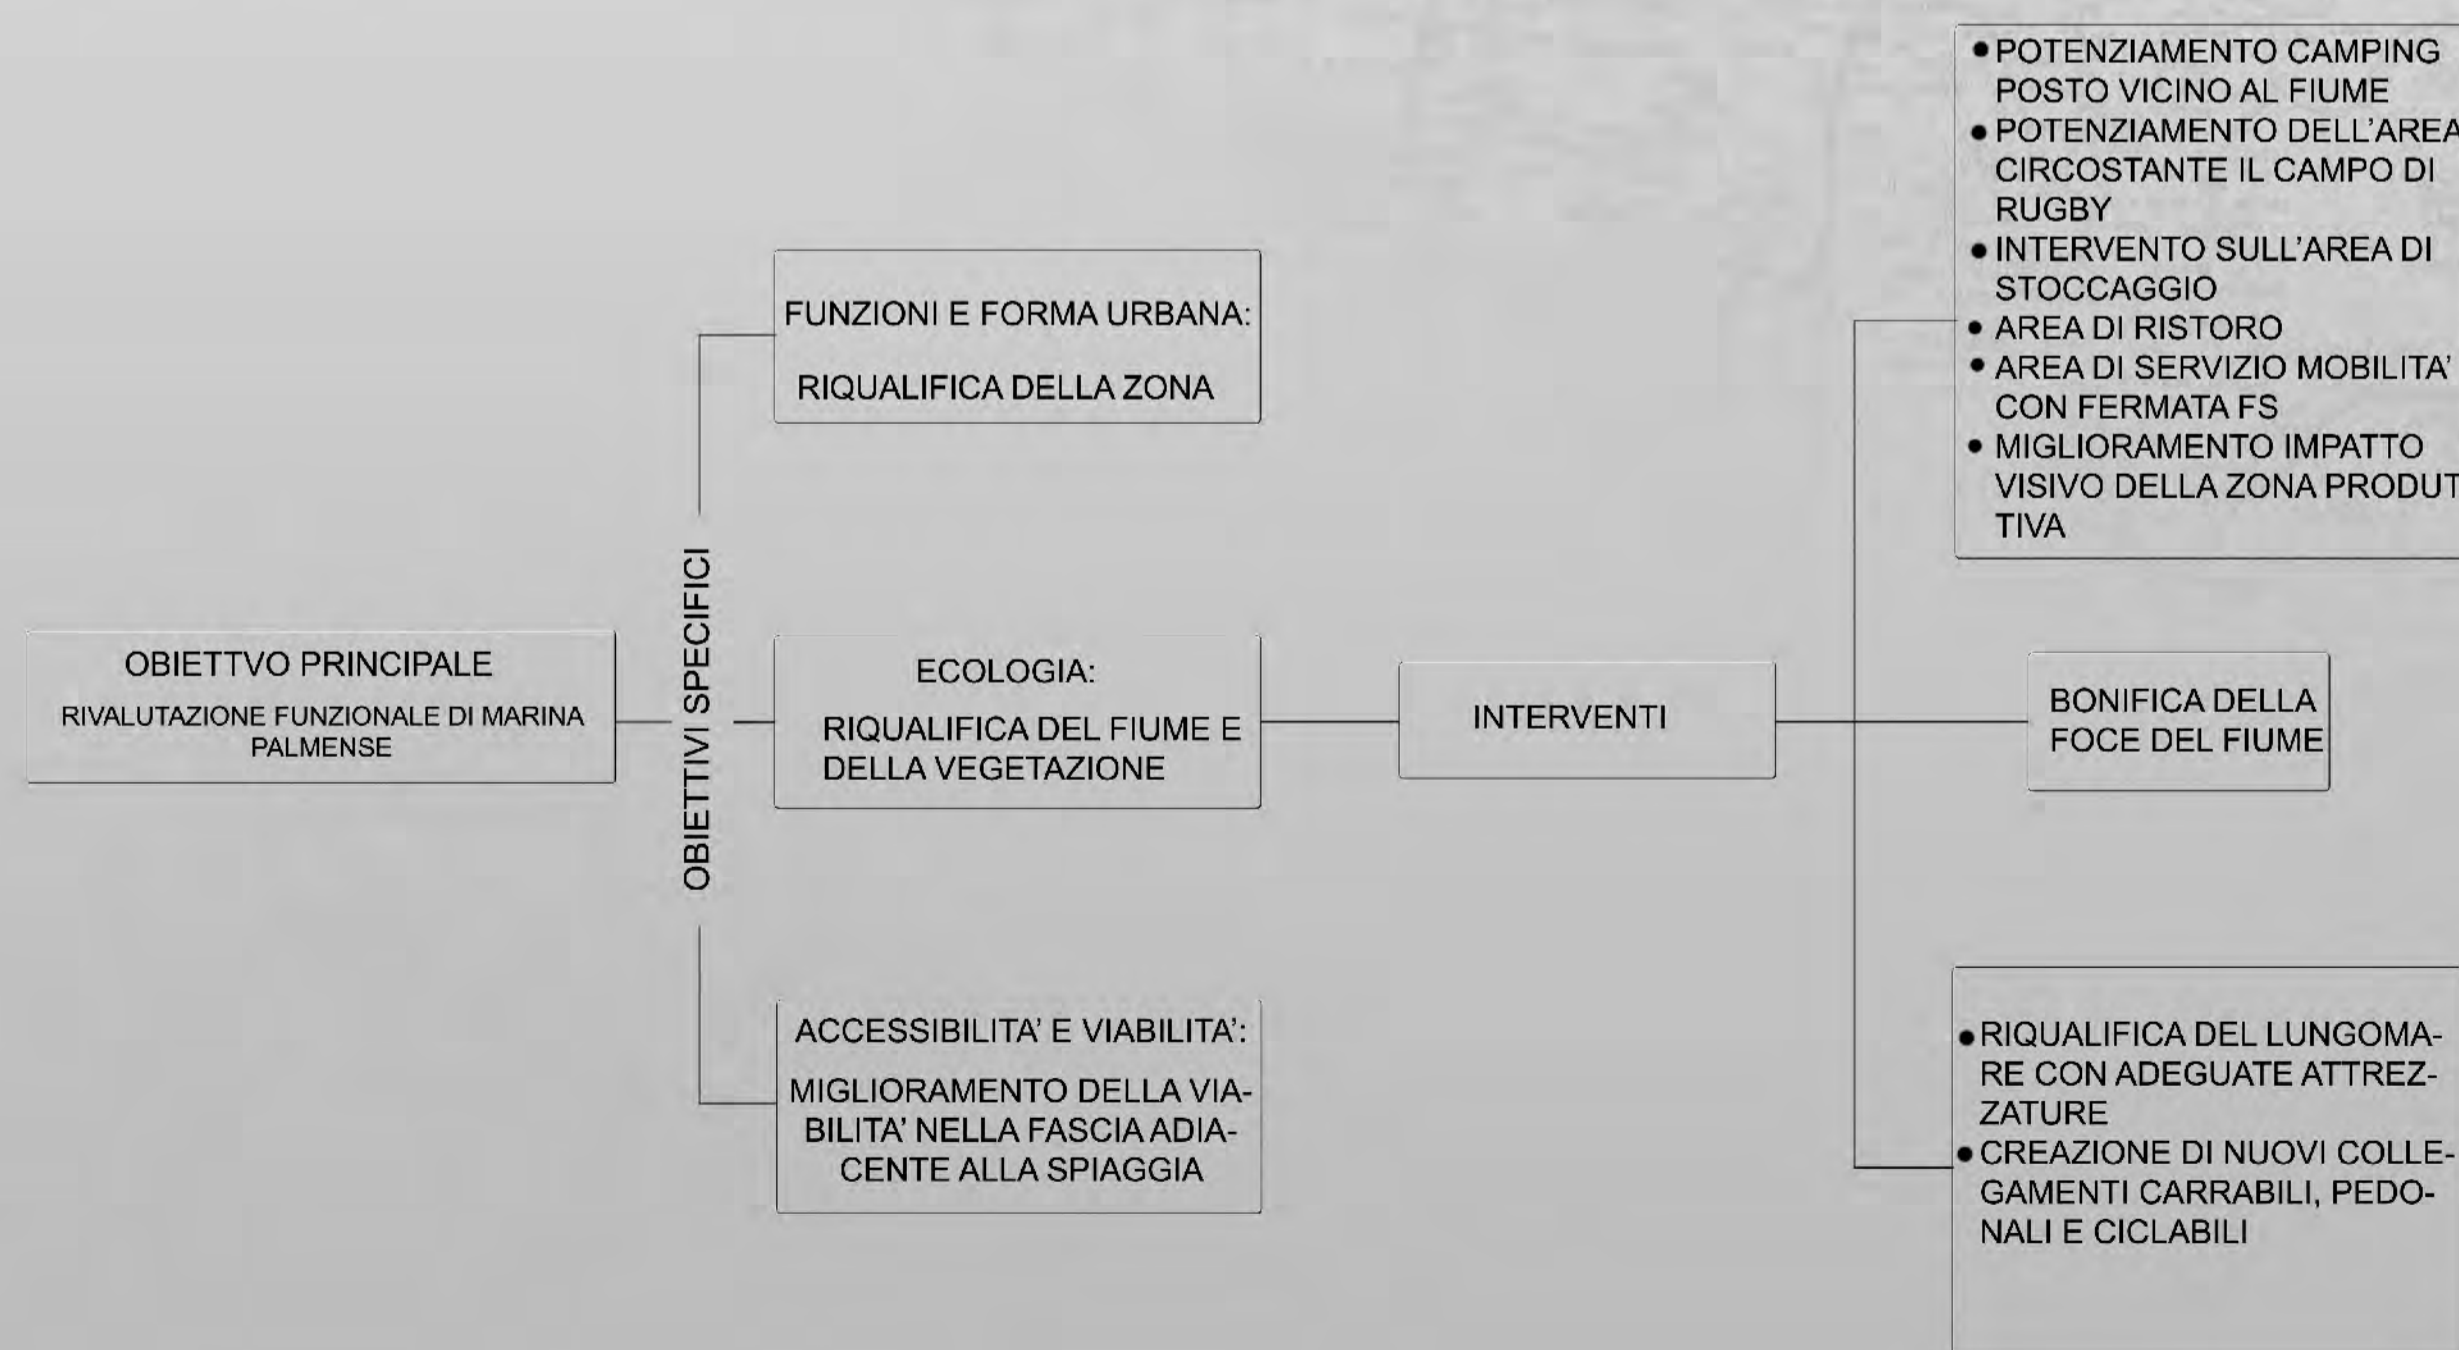 OBIETTVO PRINCIPALE
RIVALUTAZIONE FUNZIONALE DI MARINA
PALMENSE
OBIETTIVI SPECIFICI
FUNZIONI E FORMA URBANA:
RIQUALIFICA DELLA ZONA
ECOLOGIA:
RIQUALIFICA DEL FIUME E
DELLA VEGETAZIONE
ACCESSIBILITA’ E VIABILITA’:
MIGLIORAMENTO DELLA VIA-
BILITA’ NELLA FASCIA ADIA-
CENTE ALLA SPIAGGIA
INTERVENTI
• POTENZIAMENTO CAMPING
POSTO VICINO AL FIUME
• POTENZIAMENTO DELL’AREA
CIRCOSTANTE IL CAMPO DI
RUGBY
• INTERVENTO SULL’AREA DI
STOCCAGGIO
• AREA DI RISTORO
• AREA DI SERVIZIO MOBILITA’
CON FERMATA FS
• MIGLIORAMENTO IMPATTO
VISIVO DELLA ZONA PRODUT
TIVA
BONIFICA DELLA
FOCE DEL FIUME
• RIQUALIFICA DEL LUNGOMA-
RE CON ADEGUATE ATTREZ-
ZATURE
• CREAZIONE DI NUOVI COLLE-
GAMENTI CARRABILI, PEDO-
NALI E CICLABILI